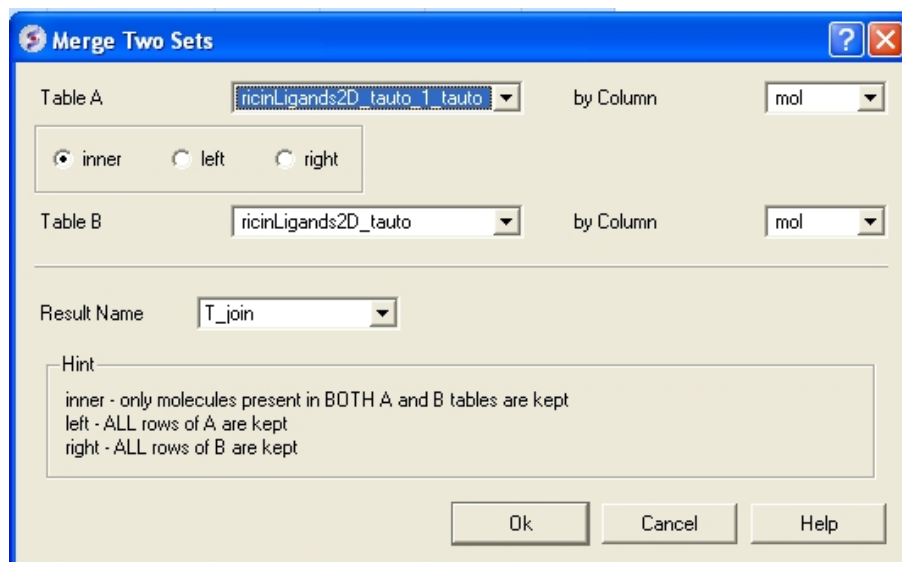 Merge Two Sets
Table A ricinLigands2D_tauto_1_tauto by Column mol
inner left right
Table B ricinLigands2D_tauto by Column mol
Result Name T_join
Hint
inner - only molecules present in BOTH A and B tables are kept
left - ALL rows of A are kept
right - ALL rows of B are kept
Ok Cancel Help